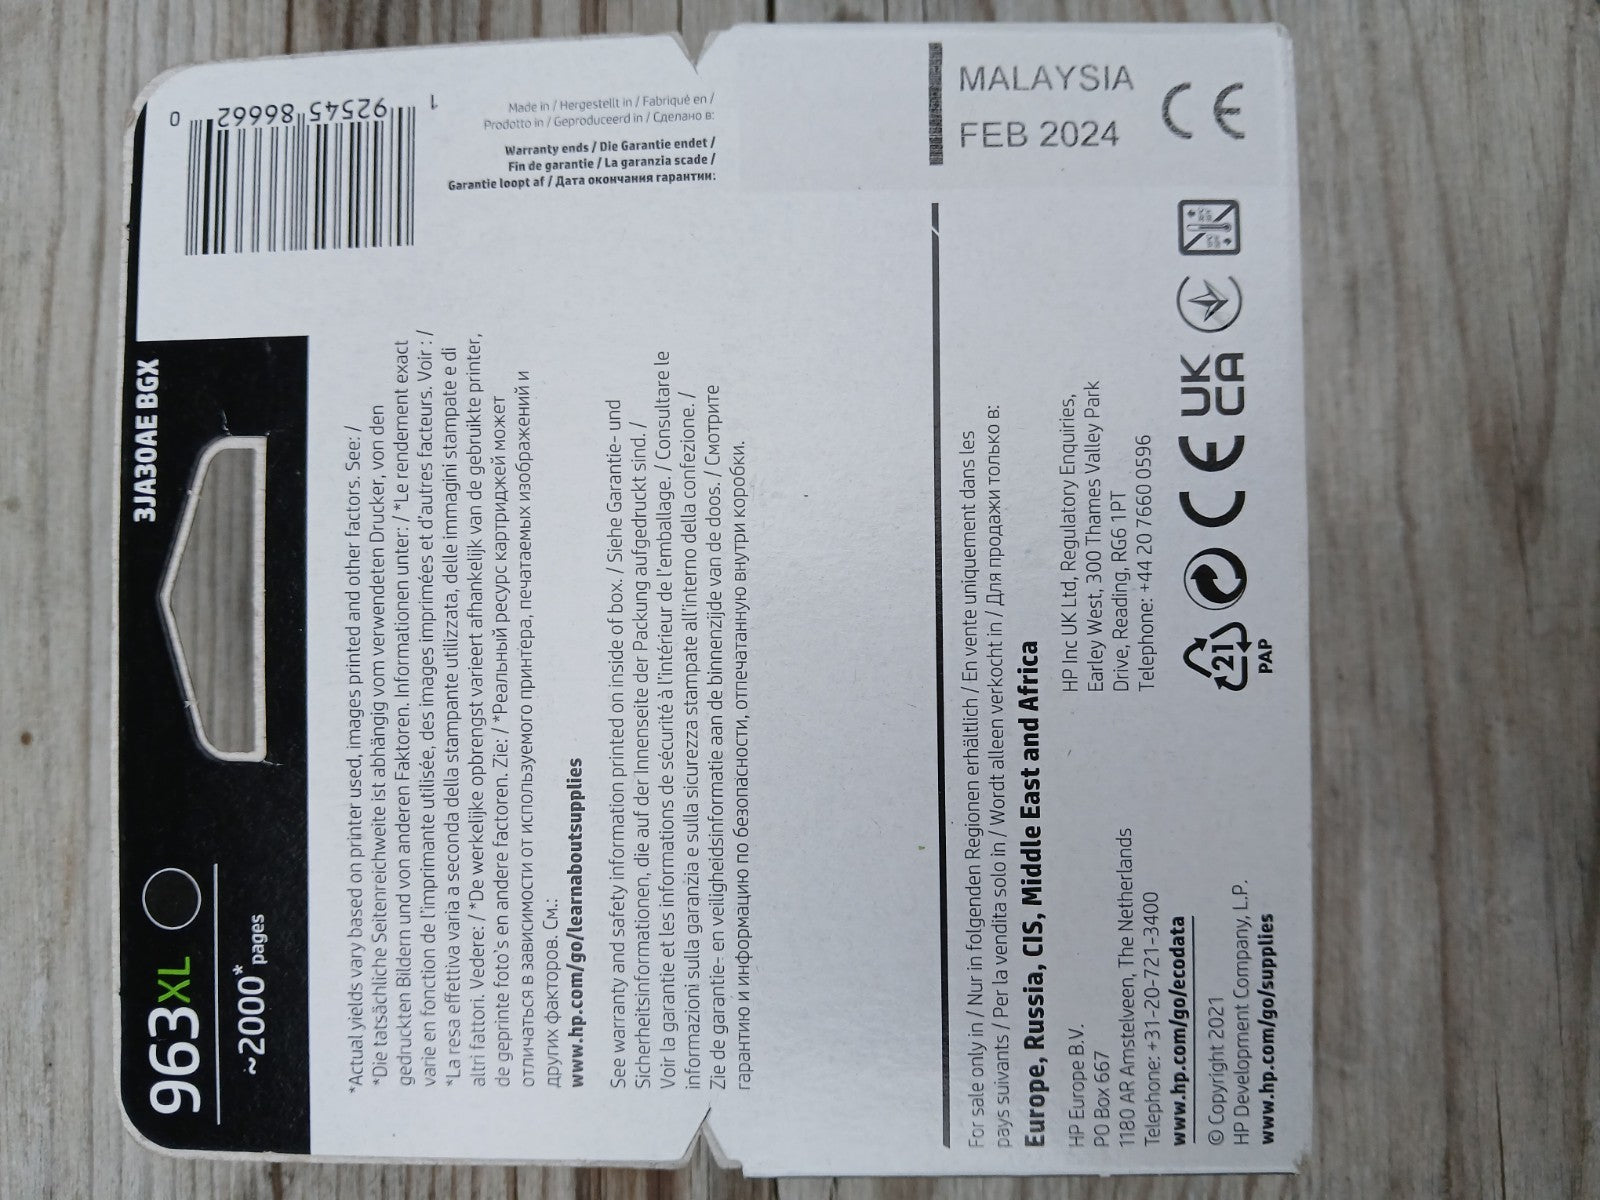 963XL
~2000* pages
3JA30AE BGX
1 92545 86662 0
*Actual yields vary based on printer used, images printed and other factors. See: /
*Die tatsächliche Seitenreichweite ist abhängig vom verwendeten Drucker, von den
gedruckten Bildern und von anderen Faktoren. Informationen unter: / *Le rendement exact
varie en fonction de l'imprimante utilisée, des images imprimées et d'autres facteurs. Voir : /
*La resa effettiva varia a seconda della stampante utilizzata, delle immagini stampate e di
altri fattori. Vedere: / *De werkelijke opbrengst varieert afhankelijk van de gebruikte printer,
de geprinte foto's en andere factoren. Zie: / *Реальный ресурс картриджей может
отличаться в зависимости от используемого принтера, печатаемых изображений и
других факторов. См.:
www.hp.com/go/learnaboutsupplies
See warranty and safety information printed on inside of box. / Siehe Garantie- und
Sicherheitsinformationen, die auf der Innenseite der Packung aufgedruckt sind. /
Voir la garantie et les informations de sécurité à l'intérieur de l'emballage. / Consultare le
informazioni sulla garanzia e sulla sicurezza stampate all'interno della confezione. /
Zie de garantie- en veiligheidsinformatie aan de binnenzijde van de doos. / Смотрите
гарантию и информацию по безопасности, отпечатанную внутри коробки.
Made in / Hergestellt in / Fabriqué en /
Prodotto in / Geproduceerd in / Сделано в:
Warranty ends / Die Garantie endet /
Fin de garantie / La garanzia scade /
Garantie loopt af / Дата окончания гарантии:
MALAYSIA
FEB 2024
CE
For sale only in / Nur in folgenden Regionen erhältlich / En vente uniquement dans les
pays suivants / Per la vendita solo in / Wordt alleen verkocht in / Для продажи только в:
Europe, Russia, CIS, Middle East and Africa
HP Europe B.V.
PO Box 667
1180 AR Amstelveen, The Netherlands
Telephone: +31-20-721-3400
www.hp.com/go/ecodata
© Copyright 2021
HP Development Company, L.P.
www.hp.com/go/supplies
HP Inc UK Ltd, Regulatory Enquiries,
Earley West, 300 Thames Valley Park
Drive, Reading, RG6 1PT
Telephone: +44 20 7660 0596
21
PAP
CE
UK
CA